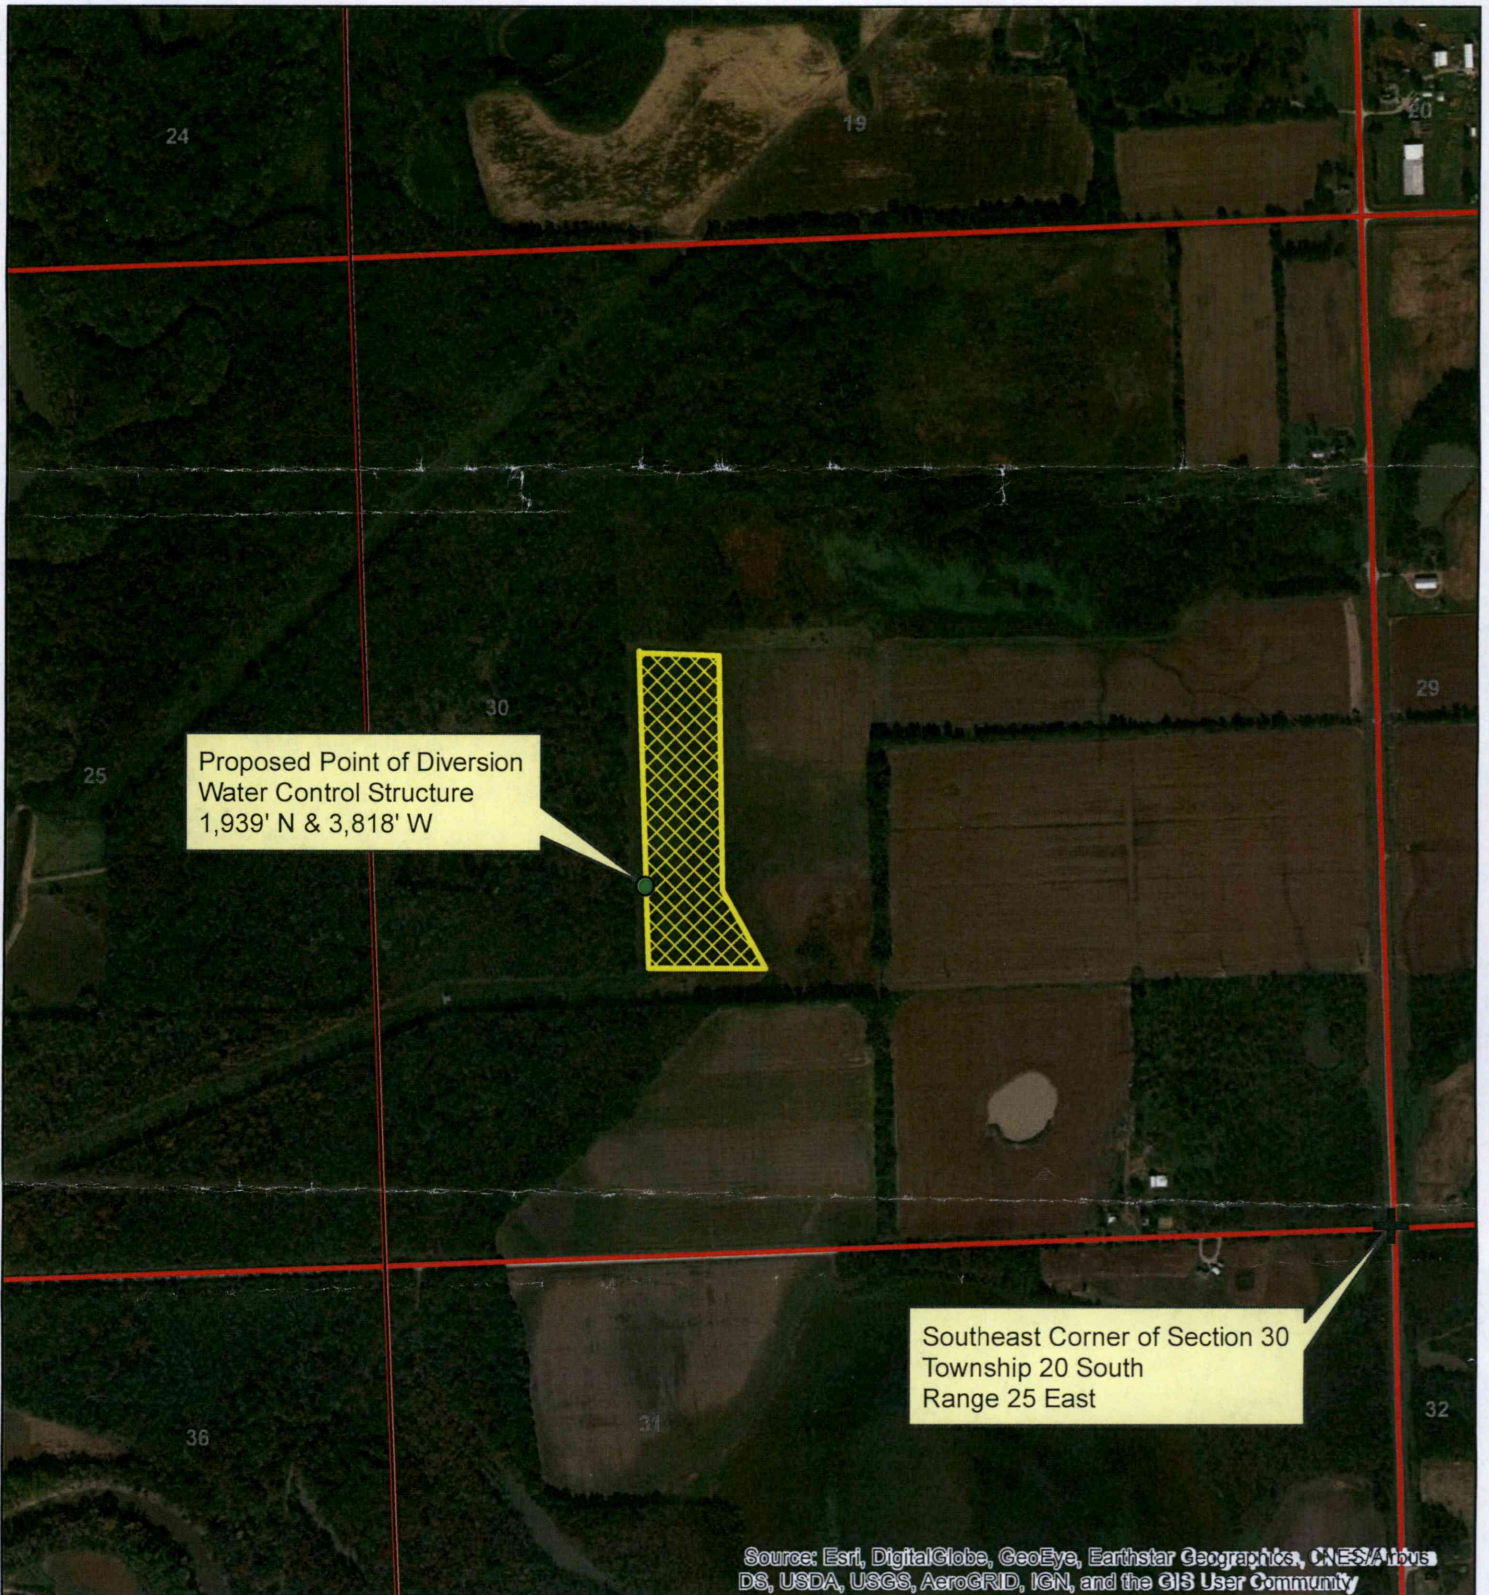 24
19
20
30
29
25
Proposed Point of Diversion
Water Control Structure
1,939' N & 3,818' W
Southeast Corner of Section 30
Township 20 South
Range 25 East
36
31
32
Source: Esri, DigitalGlobe, GeoEye, Earthstar Geographics, CNES/Airbus
DS, USDA, USGS, AeroGRID, IGN, and the GIS User Community